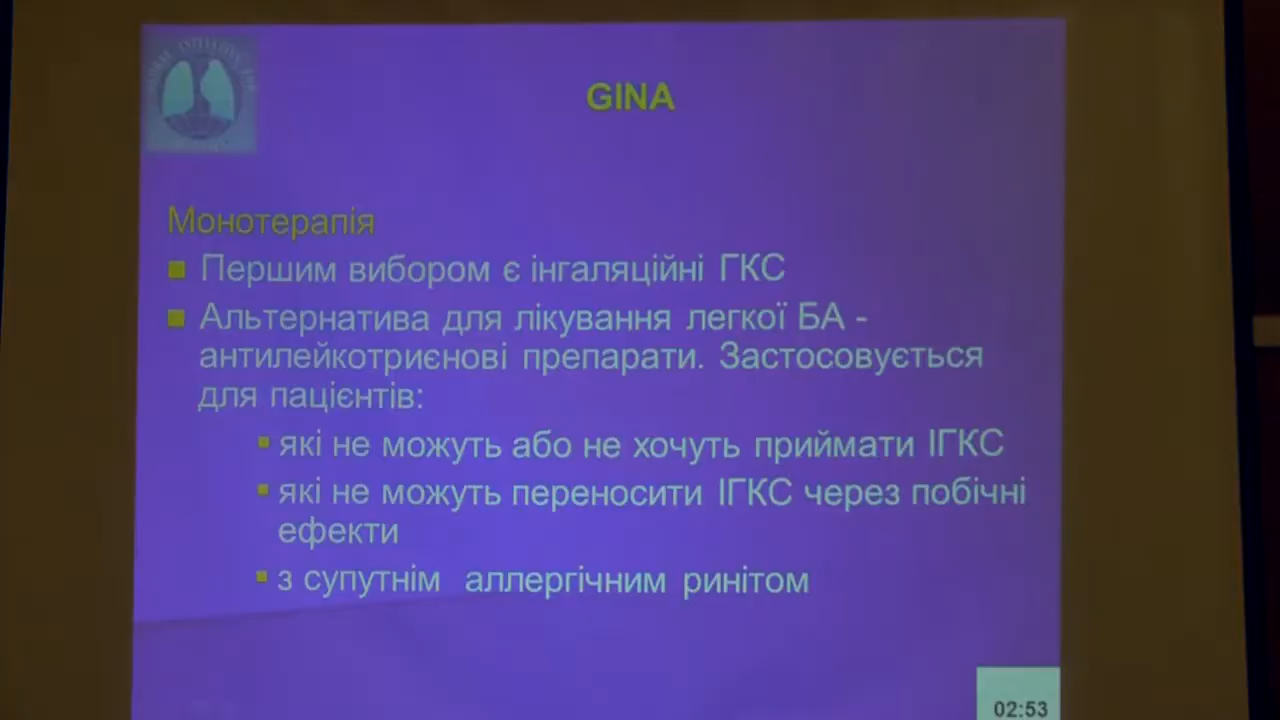 GINA
Монотерапія
Першим вибором є інгаляційні ГКС
Альтернатива для лікування легкої БА -
антилейкотриєнові препарати. Застосовується
для пацієнтів:
які не можуть або не хочуть приймати ІГКС
які не можуть переносити ІГКС через побічні
ефекти
з супутнім аллергічним ринітом
02:53